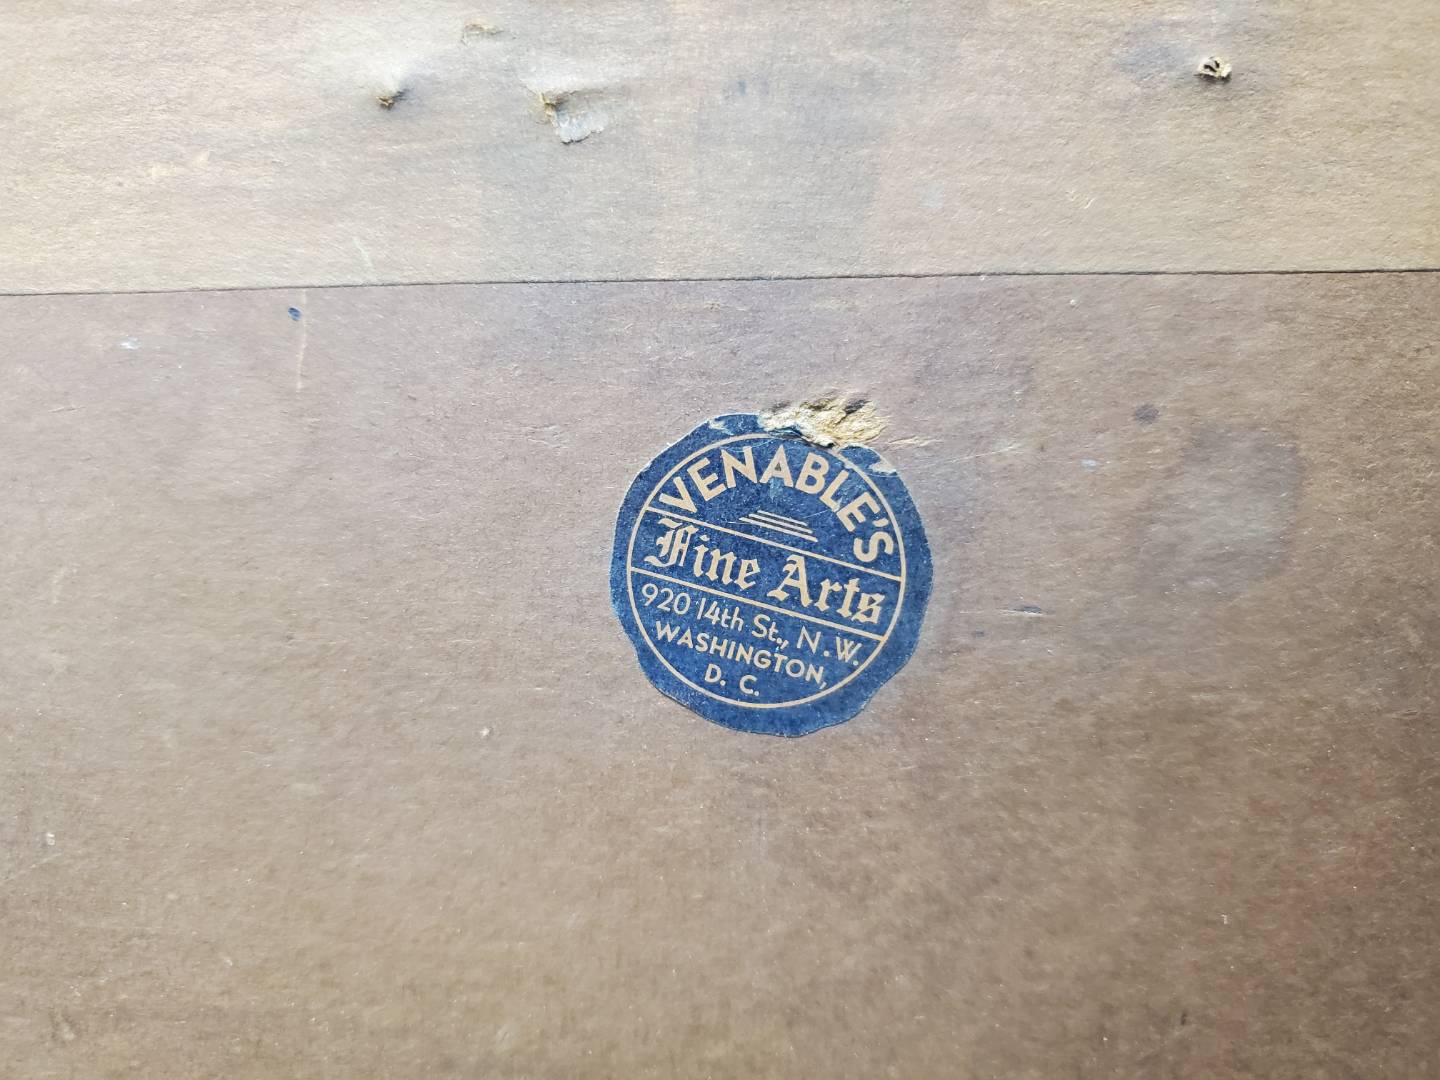 VENABLE'S
Fine Arts
920 14th St., N.W.
WASHINGTON,
D. C.